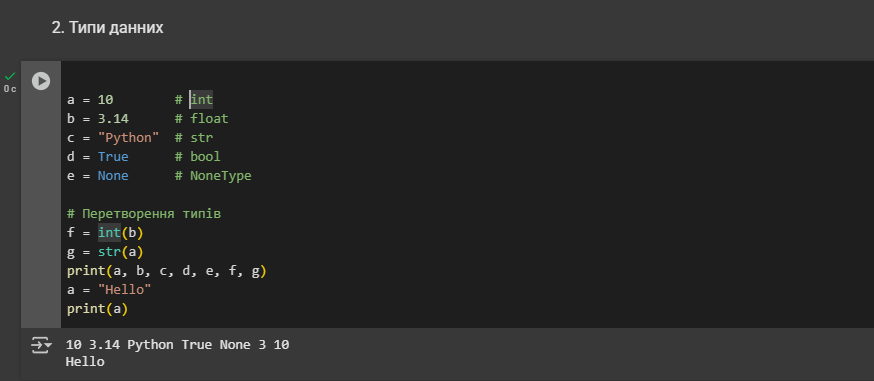 2. Типи данних
0 с
a = 10        # int
b = 3.14      # float
c = "Python"  # str
d = True      # bool
e = None      # NoneType
# Перетворення типів
f = int(b)
g = str(a)
print(a, b, c, d, e, f, g)
a = "Hello"
print(a)
10 3.14 Python True None 3 10
Hello